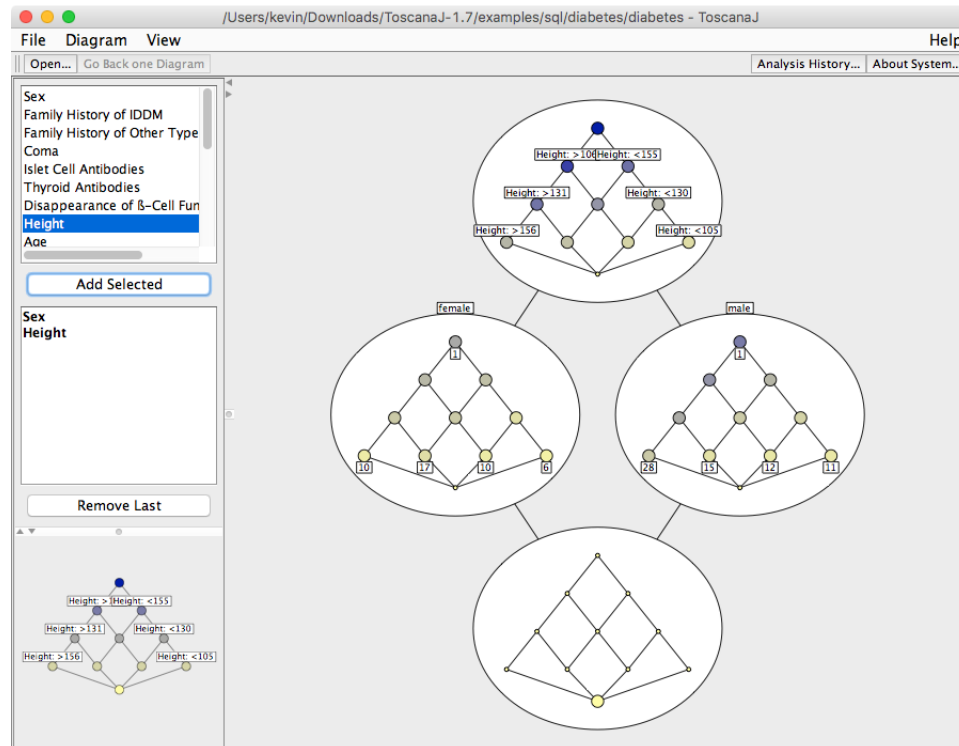 /Users/kevin/Downloads/ToscanaJ-1.7/examples/sql/diabetes/diabetes - ToscanaJ
File Diagram View Help
Open... Go Back one Diagram Analysis History... About System...
Sex
Family History of IDDM
Family History of Other Type
Coma
Islet Cell Antibodies
Thyroid Antibodies
Disappearance of ß-Cell Fun
Height
Age
Add Selected
Sex
Height
Remove Last
Height: >1 Height: <155
Height: >131 Height: <130
Height: >156 Height: <105
Height: >106 Height: <155
Height: >131 Height: <130
Height: >156 Height: <105
female male
1 1
10 17 10 6 28 15 12 11